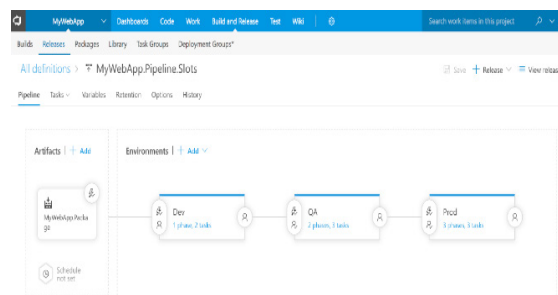 MyWebApp Dashboards Code Work Build and Release Test Wiki Search work items in this project
Builds Releases Packages Library Task Groups Deployment Groups*
All definitions > MyWebApp.Pipeline.Slots Save + Release View releas
Pipeline Tasks Variables Retention Options History
Artifacts | + Add Environments | + Add
MyWebApp.Packa
ge
Dev
1 phase, 2 tasks
QA
2 phases, 3 tasks
Prod
3 phases, 3 tasks
Schedule
not set